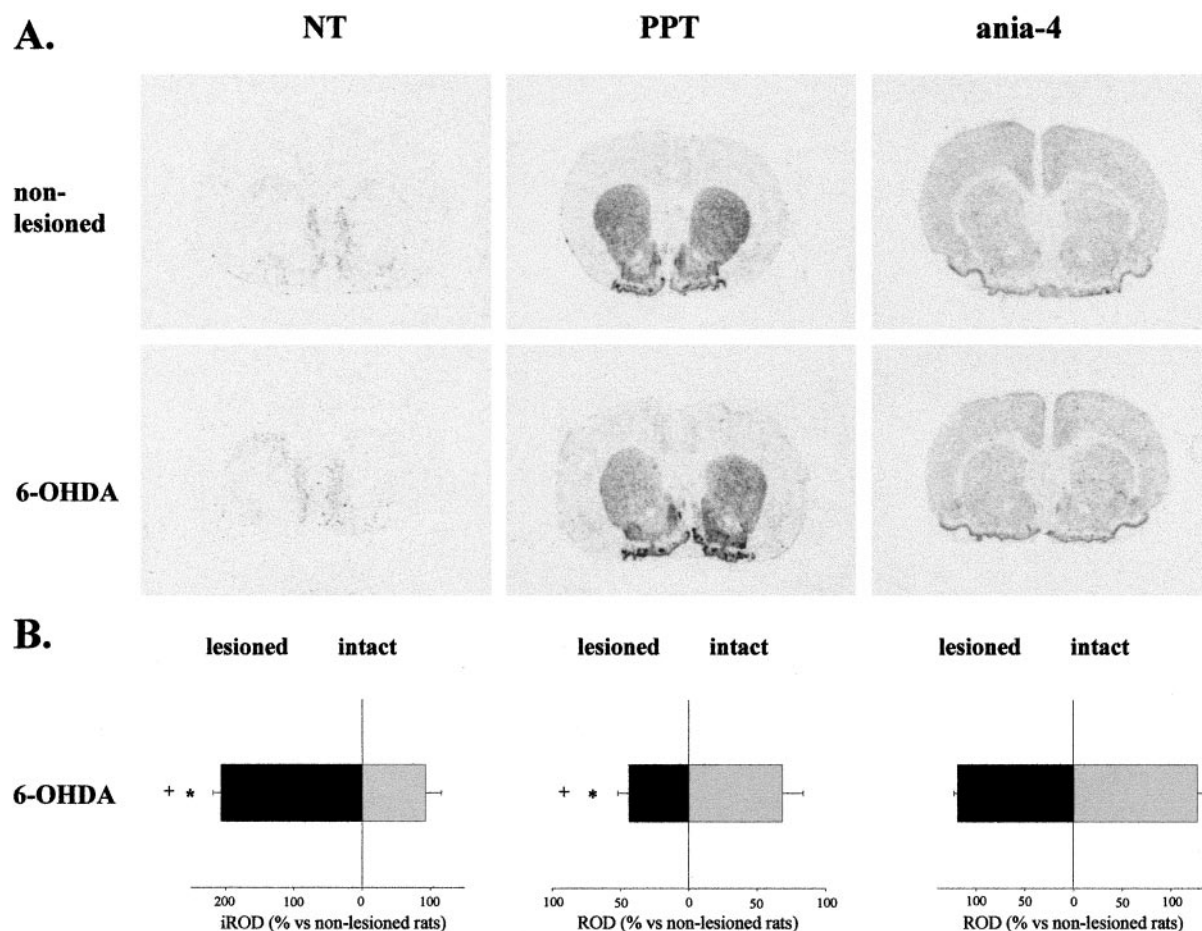 A.
NT PPT ania-4
non-
lesioned
6-OHDA
B.
lesioned intact lesioned intact lesioned intact
6-OHDA
+ * + *
200 100 0 100 100 50 0 50 100 100 50 0 50 100
iROD (% vs non-lesioned rats) ROD (% vs non-lesioned rats) ROD (% vs non-lesioned rats)